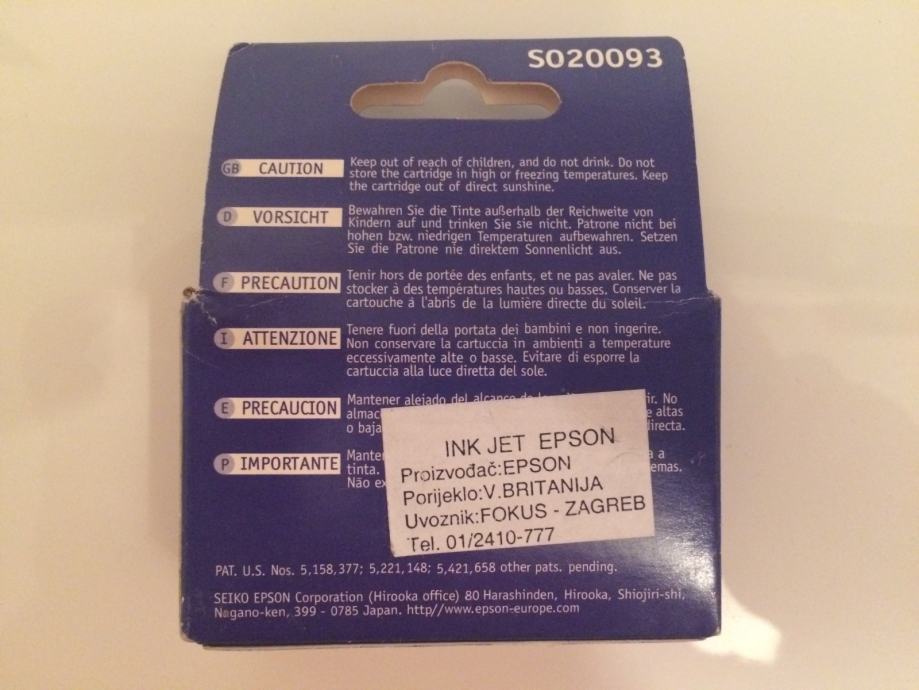 S020093
GB CAUTION
Keep out of reach of children, and do not drink. Do not
store the cartridge in high or freezing temperatures. Keep
the cartridge out of direct sunshine.
D VORSICHT
Bewahren Sie die Tinte außerhalb der Reichweite von
Kindern auf und trinken Sie sie nicht. Patrone nicht bei
hohen bzw. niedrigen Temperaturen aufbewahren. Setzen
Sie die Patrone nie direktem Sonnenlicht aus.
F PRECAUTION
Tenir hors de portée des enfants, et ne pas avaler. Ne pas
stocker à des températures hautes ou basses. Conserver la
cartouche á l'abris de la lumière directe du soleil.
I ATTENZIONE
Tenere fuori della portata dei bambini e non ingerire.
Non conservare la cartuccia in ambienti a temperature
eccessivamente alte o basse. Evitare di esporre la
cartuccia alla luce diretta del sole.
E PRECAUCION
Mantener alejado del alcance No
altas
o
P IMPORTANTE
a
tinta.
Não
INK JET EPSON
Proizvođač:EPSON
Porijeklo:V.BRITANIJA
Uvoznik:FOKUS - ZAGREB
Tel. 01/2410-777
PAT. U.S. Nos. 5,158,377; 5,221,148; 5,421,658 other pats. pending.
SEIKO EPSON Corporation (Hirooka office) 80 Harashinden, Hirooka, Shiojiri-shi,
Nagano-ken, 399 - 0785 Japan. http//www.epson-europe.com